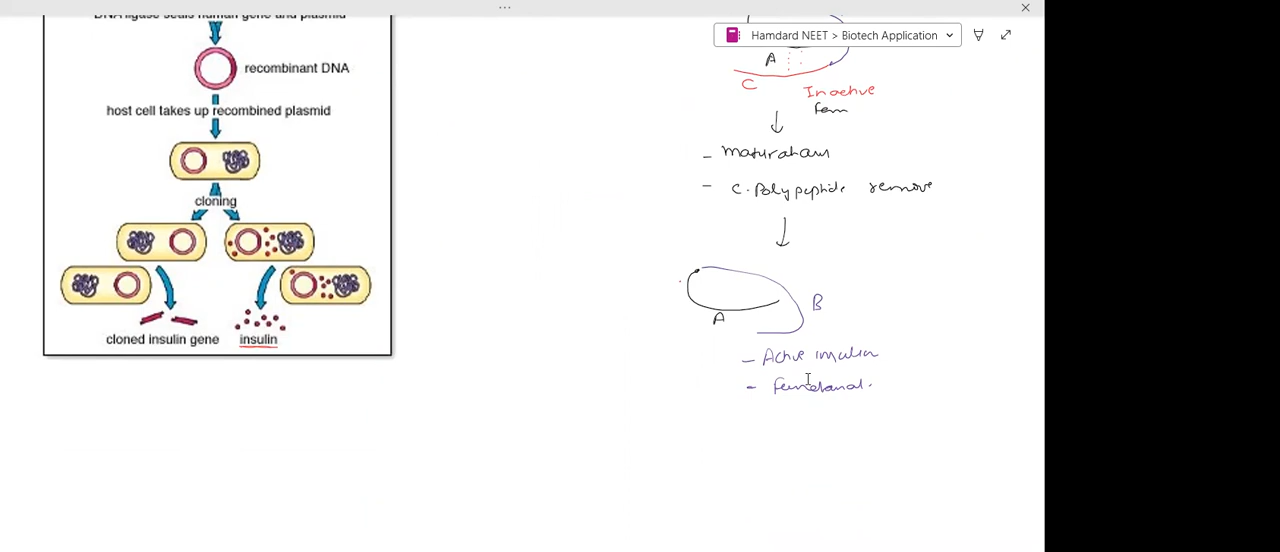 DNA ligase seals human gene and plasmid
recombinant DNA
host cell takes up recombined plasmid
cloning
cloned insulin gene
insulin
Hamdard NEET > Biotech Application
A
C
Inactive
Form
- Maturation
- C. Polypeptide remove
A
B
- Active insulin
- Functional.